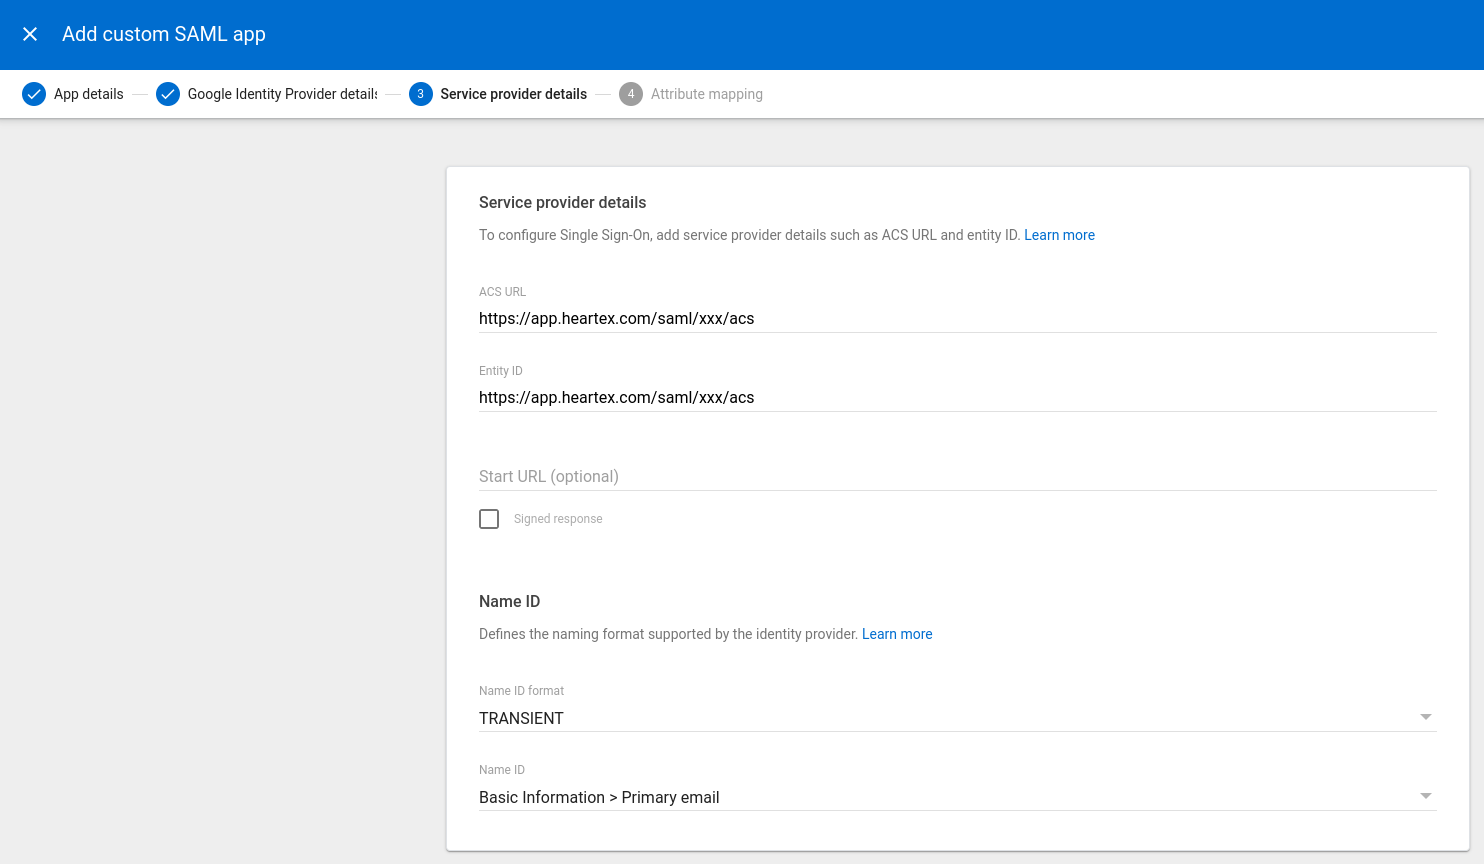 Add custom SAML app
App details
Google Identity Provider details
3 Service provider details
4 Attribute mapping
Service provider details
To configure Single Sign-On, add service provider details such as ACS URL and entity ID. Learn more
ACS URL
https://app.heartex.com/saml/xxx/acs
Entity ID
https://app.heartex.com/saml/xxx/acs
Start URL (optional)
Signed response
Name ID
Defines the naming format supported by the identity provider. Learn more
Name ID format
TRANSIENT
Name ID
Basic Information > Primary email